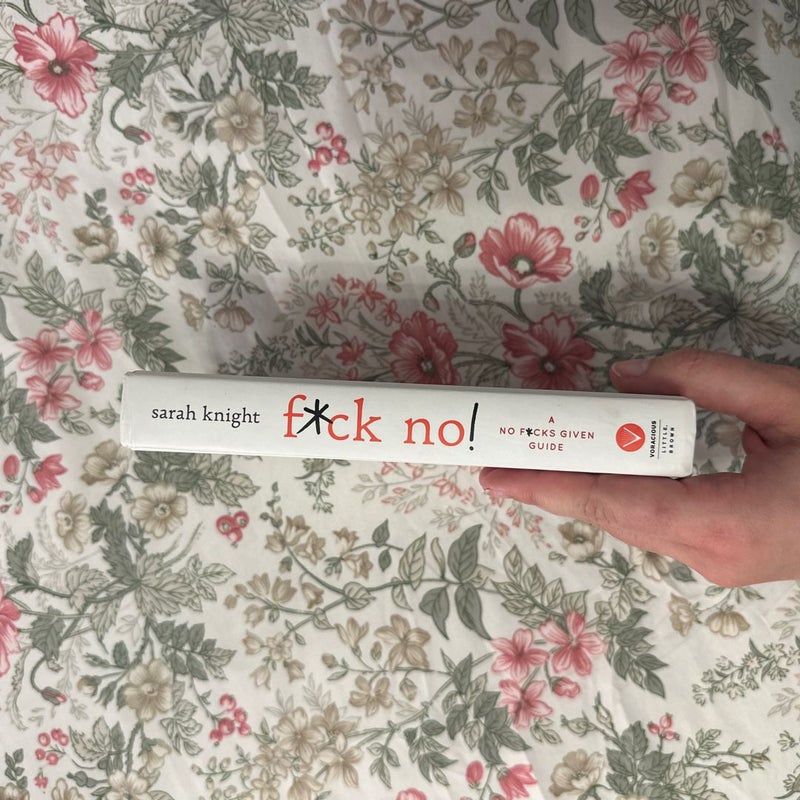 sarah knight
f*ck no!
A
NO F*CKS GIVEN
GUIDE
VORACIOUS
LITTLE, BROWN